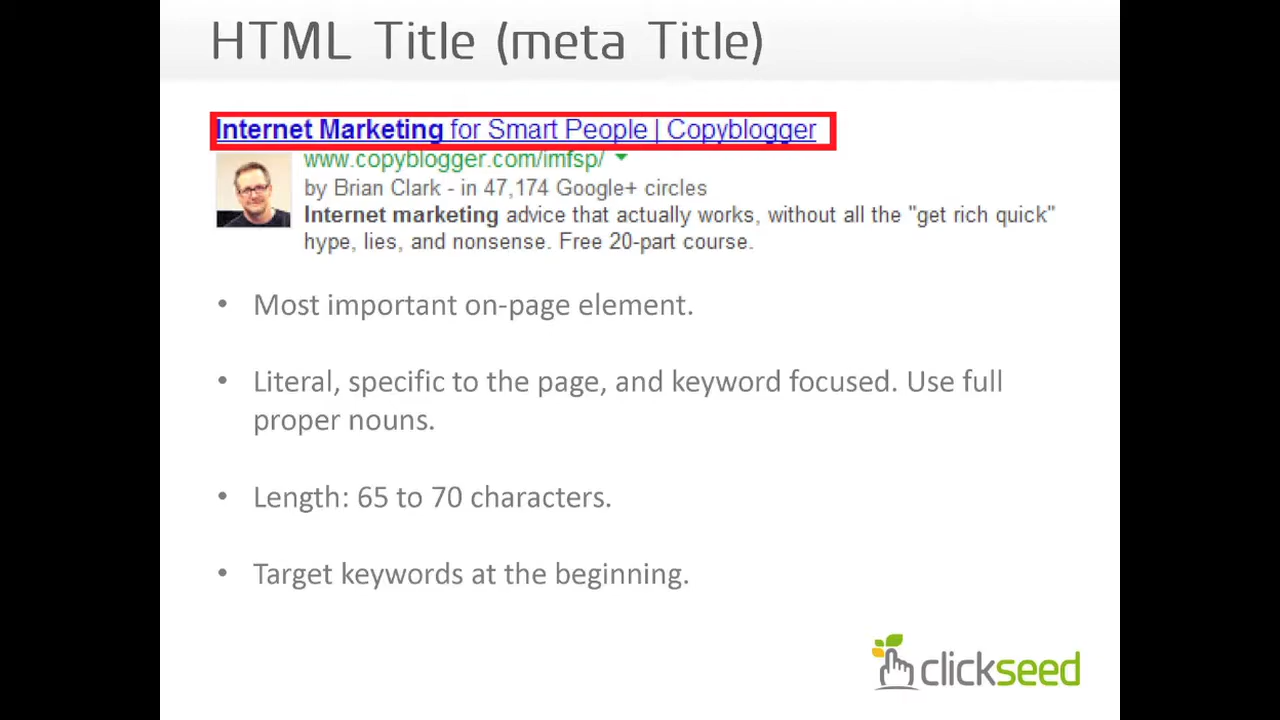 HTML Title (meta Title)
Internet Marketing for Smart People | Copyblogger
www.copyblogger.com/imfsp/
by Brian Clark - in 47,174 Google+ circles
Internet marketing advice that actually works, without all the "get rich quick"
hype, lies, and nonsense. Free 20-part course.
• Most important on-page element.
• Literal, specific to the page, and keyword focused. Use full
proper nouns.
• Length: 65 to 70 characters.
• Target keywords at the beginning.
clickseed